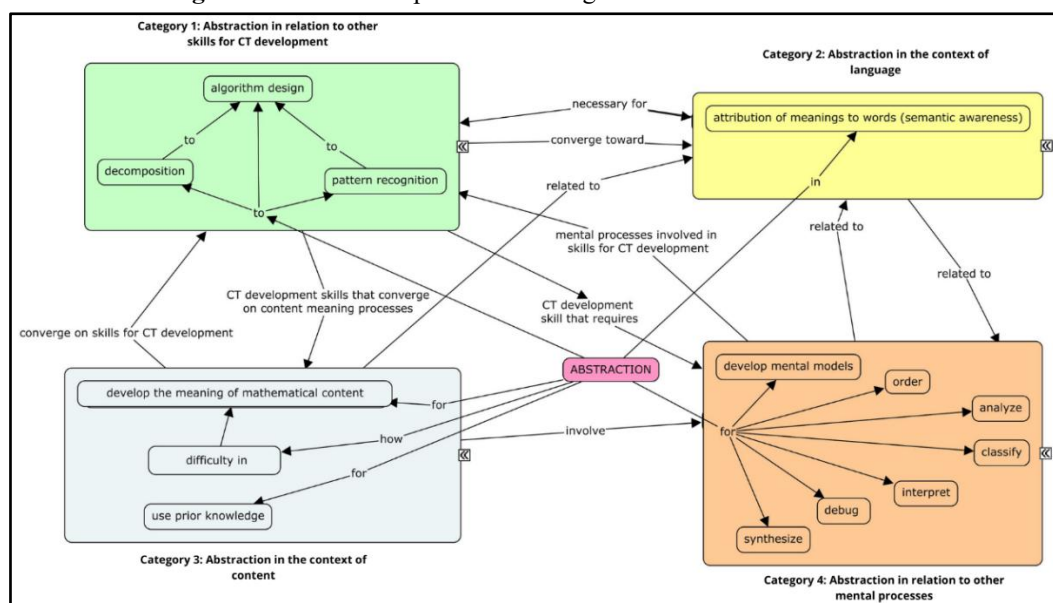 Category 1: Abstraction in relation to other
skills for CT development
Category 2: Abstraction in the context of
language
algorithm design
to
to
decomposition
pattern recognition
to
necessary for
converge toward
related to
attribution of meanings to words (semantic awareness)
in
mental processes involved in
skills for CT development
related to
related to
CT development skills that converge
on content meaning processes
converge on skills for CT development
CT development
skill that requires
ABSTRACTION
develop the meaning of mathematical content
for
how
difficulty in
for
use prior knowledge
involve
develop mental models
order
analyze
for
classify
interpret
debug
synthesize
Category 3: Abstraction in the context of
content
Category 4: Abstraction in relation to other
mental processes